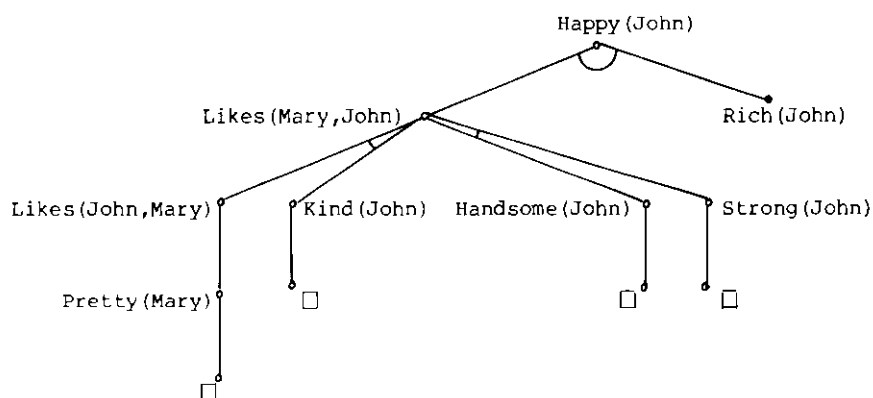 Happy(John)
Likes(Mary,John)
Rich(John)
Likes(John,Mary)
Kind(John)
Handsome(John)
Strong(John)
Pretty(Mary)